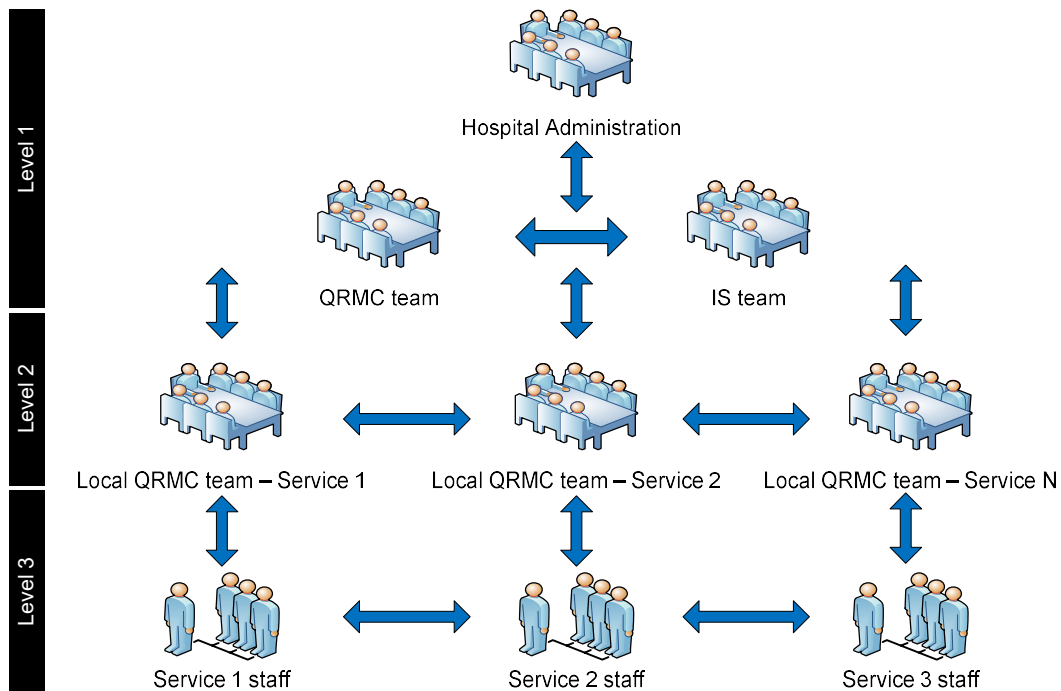 Level 1
Hospital Administration
QRMC team
IS team
Level 2
Local QRMC team – Service 1
Local QRMC team – Service 2
Local QRMC team – Service N
Level 3
Service 1 staff
Service 2 staff
Service 3 staff